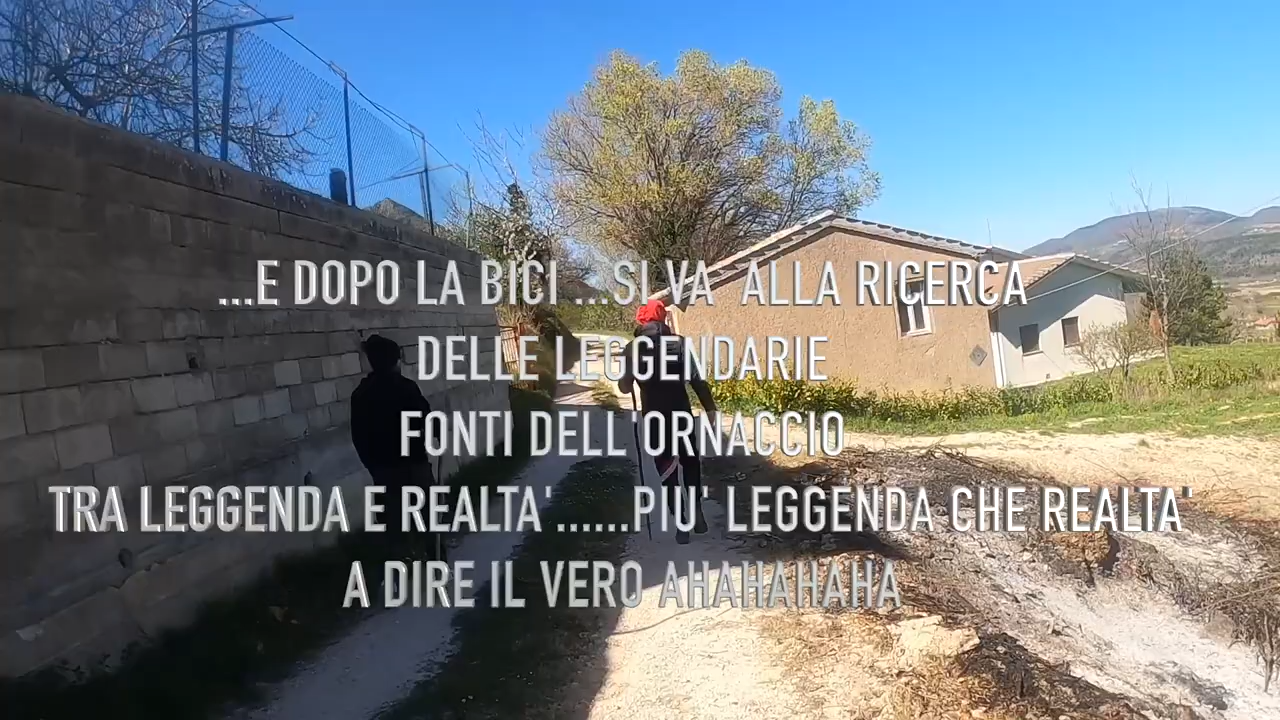 ...E DOPO LA BICI ...SI VA ALLA RICERCA
DELLE LEGGENDARIE
FONTI DELL'ORNACCIO
TRA LEGGENDA E REALTA' ......PIU' LEGGENDA CHE REALTA'
A DIRE IL VERO AHAHAHAHA